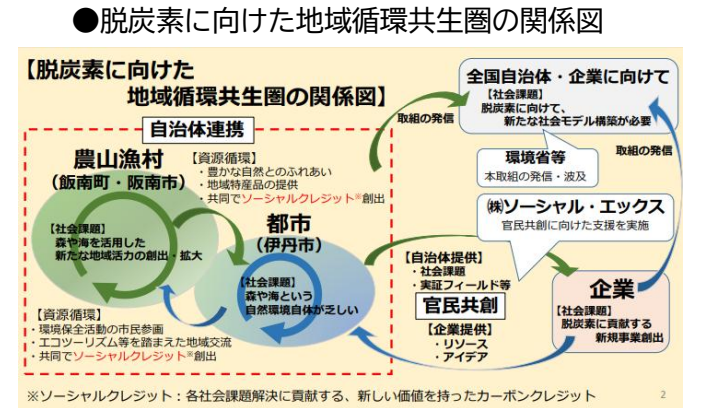 ●脱炭素に向けた地域循環共生圏の関係図
【脱炭素に向けた
地域循環共生圏の関係図】
自治体連携
農山漁村
（飯南町・阪南市）
【資源循環】
・豊かな自然とのふれあい
・地域特産品の提供
・共同でソーシャルクレジット※創出
【社会課題】
森や海を活用した
新たな地域活力の創出・拡大
都市
（伊丹市）
【社会課題】
森や海という
自然環境自体が乏しい
【資源循環】
・環境保全活動の市民参画
・エコツーリズム等を踏まえた地域交流
・共同でソーシャルクレジット※創出
取組の発信
全国自治体・企業に向けて
【社会課題】
脱炭素に向けて、
新たな社会モデル構築が必要
取組の発信
環境省等
本取組の発信・波及
㈱ソーシャル・エックス
官民共創に向けた支援を実施
【自治体提供】
・社会課題
・実証フィールド等
官民共創
【企業提供】
・リソース
・アイデア
企業
【社会課題】
脱炭素に貢献する
新規事業創出
※ソーシャルクレジット：各社会課題解決に貢献する、新しい価値を持ったカーボンクレジット
2